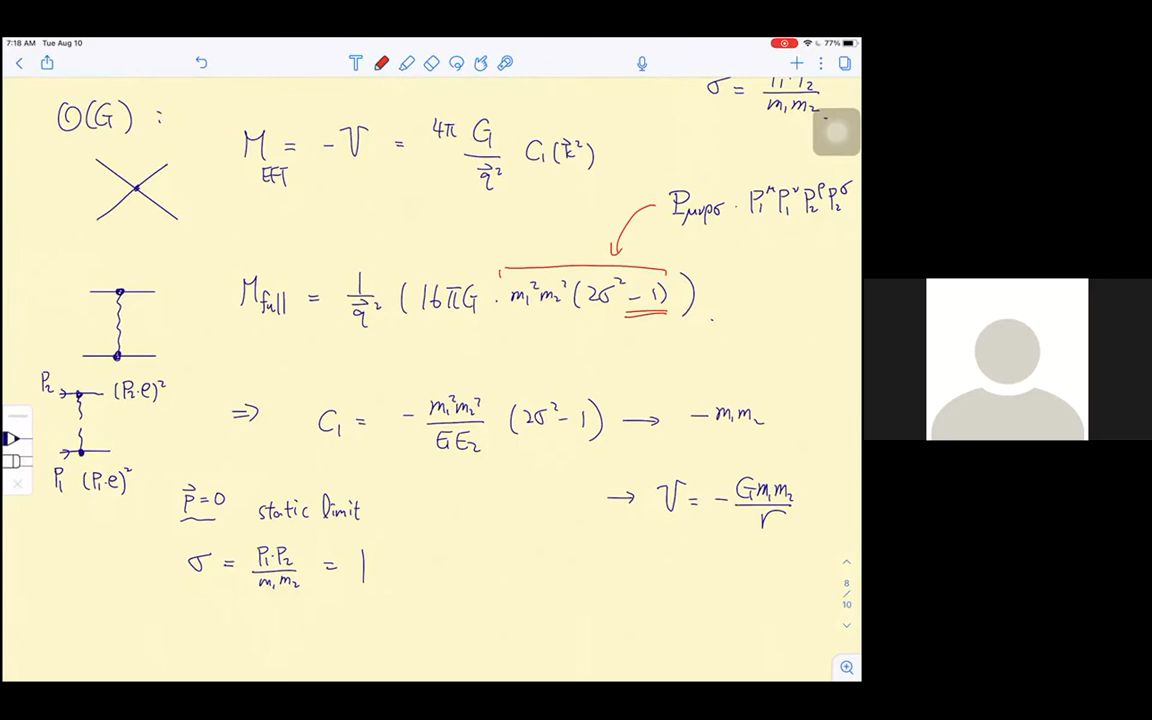 7:18 AM Tue Aug 10
77%
σ = P₁·P₂ / m₁m₂
O(G) :
M_EFT = -V = 4π G / q⃗² C₁(k⃗²)
P_μνρσ · P₁^μ P₁^ν P₂^ρ P₂^σ
M_full = 1/q⃗² (16πG · m₁²m₂² (2σ² - 1)) .
P₂ (P₂·e)²
⇒ C₁ = - m₁²m₂² / E₁E₂ (2σ² - 1) → -m₁m₂
P₁ (P₁·e)²
p⃗=0 static limit
→ V = - Gm₁m₂ / r
σ = P₁·P₂ / m₁m₂ = 1
8
/
10